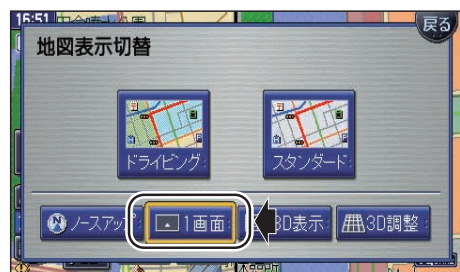 16:51
戻る
地図表示切替
ドライビング
スタンダード
ノースアップ
1画面
3D表示
3D調整